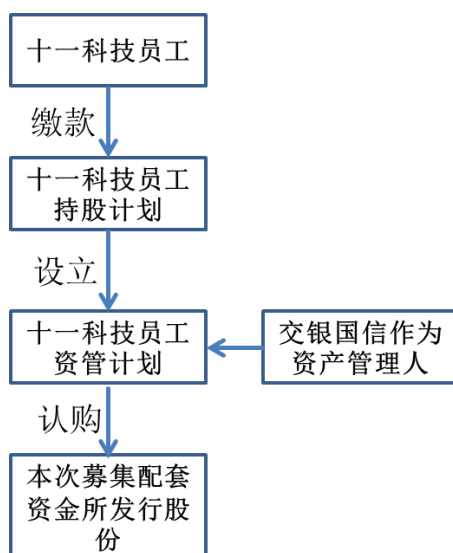 十一科技员工
缴款
十一科技员工
持股计划
设立
十一科技员工
资管计划
交银国信作为
资产管理人
认购
本次募集配套
资金所发行股
份